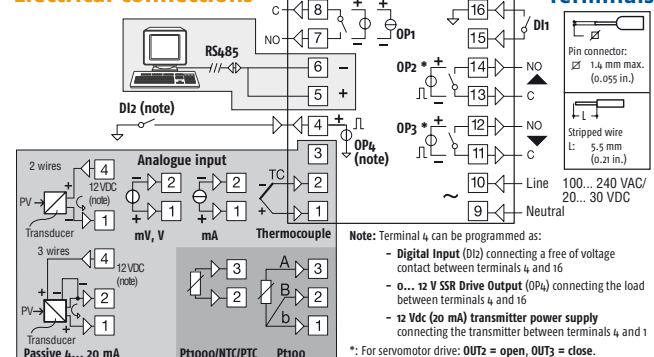 Electrical connections
Terminals
C
8
NO
7
OP1
RS485
6
5
DI2 (note)
4
OP4
(note)
3
TC
2
1
Thermocouple
16
15
DI1
OP2 *
14
NO
13
C
OP3 *
12
NO
11
C
10
Line
9
Neutral
100... 240 VAC/
20... 30 VDC
Pin connector:
1.4 mm max.
(0.055 in.)
L
Stripped wire
L: 5.5 mm
(0.21 in.)
2 wires
4
12VDC
(note)
PV
1
Transducer
3 wires
4
12VDC
(note)
2
PV
1
Transducer
Passive 4... 20 mA
Analogue input
2
1
mV, V
2
1
mA
3
2
Pt1000/NTC/PTC
A
3
B
2
b
1
Pt100
Note: Terminal 4 can be programmed as:
- Digital Input (DI2) connecting a free of voltage
contact between terminals 4 and 16
- 0... 12 V SSR Drive Output (OP4) connecting the load
between terminals 4 and 16
- 12 Vdc (20 mA) transmitter power supply
connecting the transmitter between terminals 4 and 1
*: For servomotor drive: OUT2 = open, OUT3 = close.